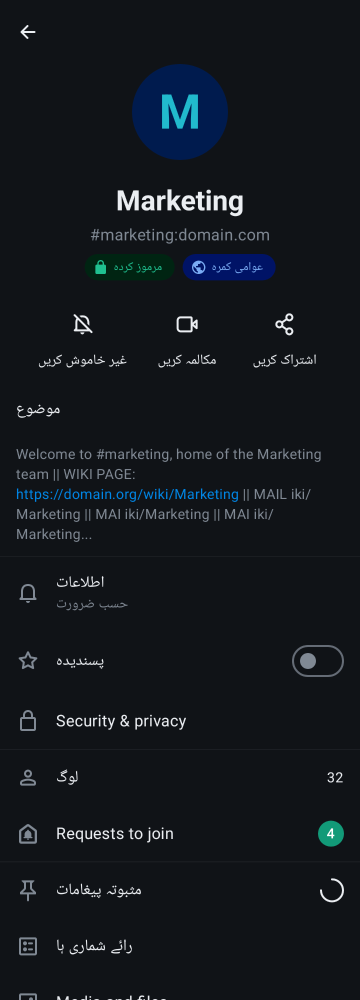 M
Marketing
#marketing:domain.com
مرموز کردہ
عوامی کمرہ
غیر خاموش کریں
مکالمہ کریں
اشتراک کریں
موضوع
Welcome to #marketing, home of the Marketing
team || WIKI PAGE:
https://domain.org/wiki/Marketing || MAIL iki/
Marketing || MAI iki/Marketing || MAI iki/
Marketing...
اطلاعات
حسب ضرورت
پسندیدہ
Security & privacy
لوگ 32
Requests to join 4
مثبوتہ پیغامات
رائے شماری ہا
Media and files